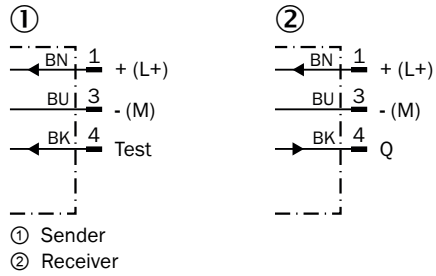 ① ②
BN 1 + (L+) BN 1 + (L+)
BU 3 - (M) BU 3 - (M)
BK 4 Test BK 4 Q
① Sender
② Receiver